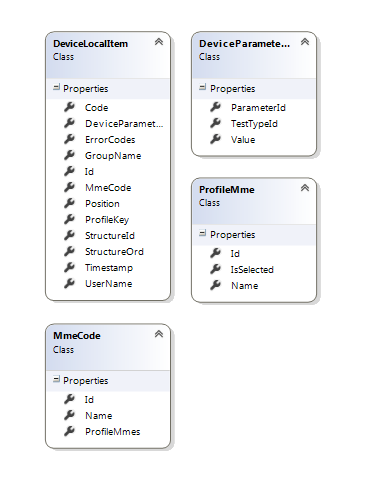 DeviceLocalItem
Class
Properties
Code
DeviceParamet...
ErrorCodes
GroupName
Id
MmeCode
Position
ProfileKey
StructureId
StructureOrd
Timestamp
UserName
DeviceParamete...
Class
Properties
ParameterId
TestTypeId
Value
ProfileMme
Class
Properties
Id
IsSelected
Name
MmeCode
Class
Properties
Id
Name
ProfileMmes